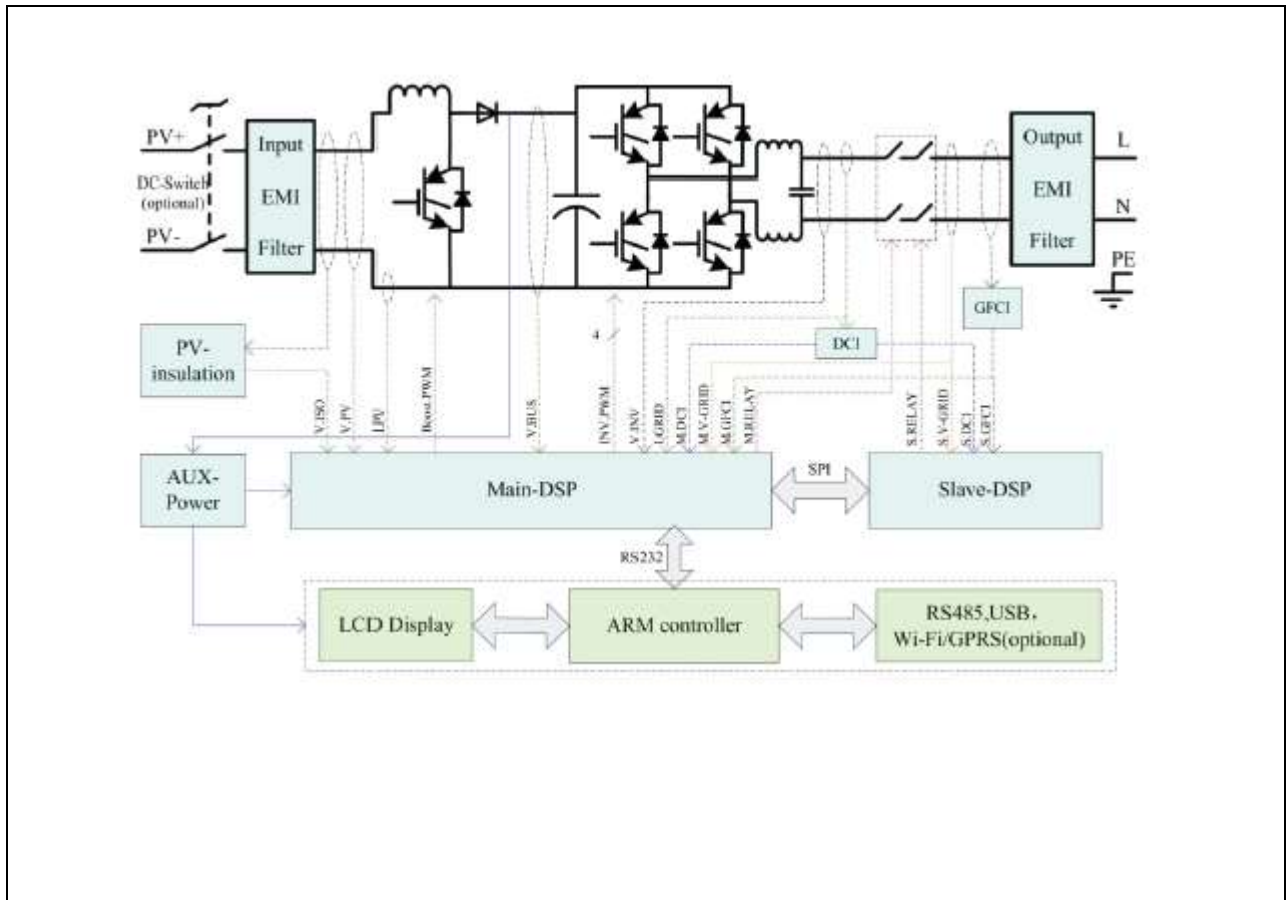 PV+
DC-Switch
(optional)
PV-
Input
EMI
Filter
Output
EMI
Filter
L
N
PE
GFCI
DCI
4
PV-
insulation
V.ISO
V.PV
I.PV
Boost.PWM
V.BUS
INV.PWM
V.INV
I.GRID
M.DCI
M.V-GRID
M.GFCI
M.RELAY
S.RELAY
S.V-GRID
S.DCI
S.GFCI
AUX-
Power
Main-DSP
SPI
Slave-DSP
RS232
LCD Display
ARM controller
RS485,USB、
Wi-Fi/GPRS(optional)